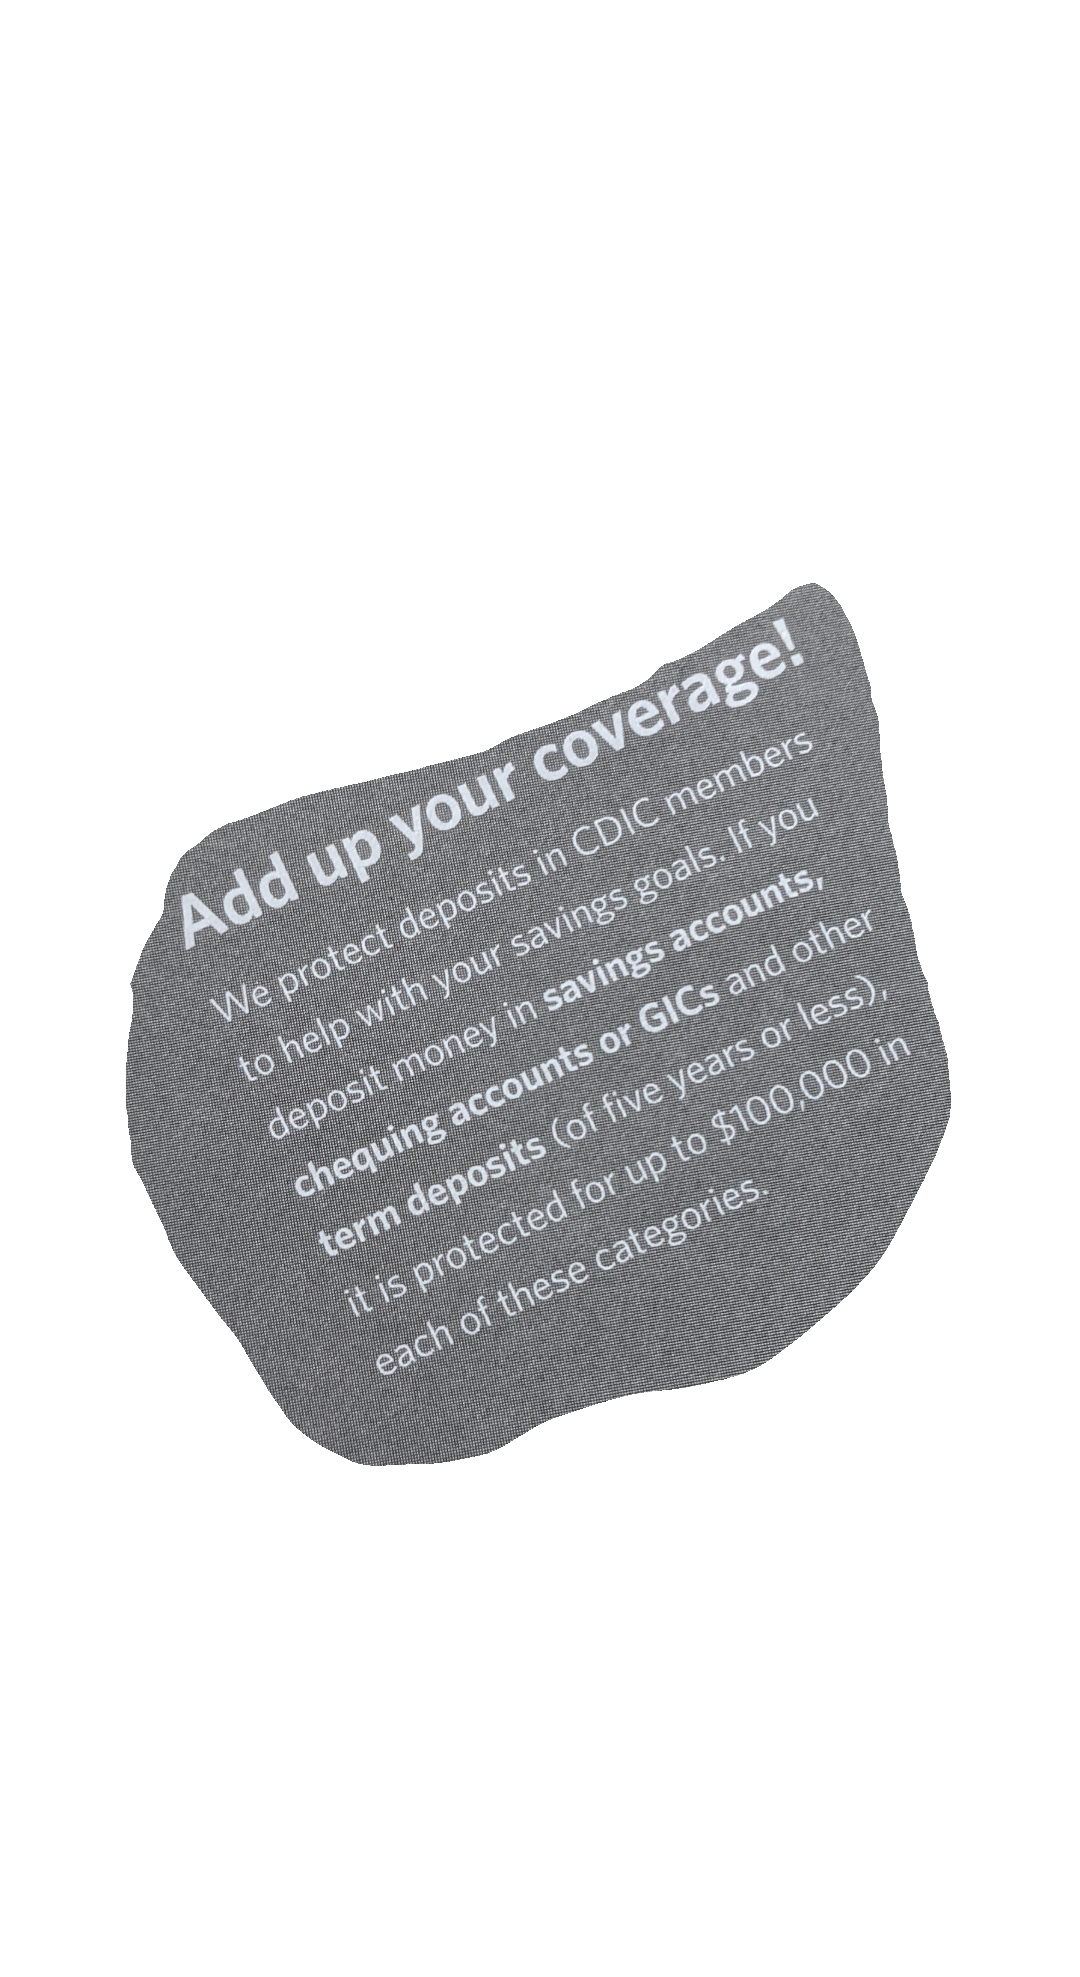 Add up your coverage!
We protect deposits in CDIC members
to help with your savings goals. If you
deposit money in savings accounts,
chequing accounts or GICs and other
term deposits (of five years or less),
it is protected for up to $100,000 in
each of these categories.